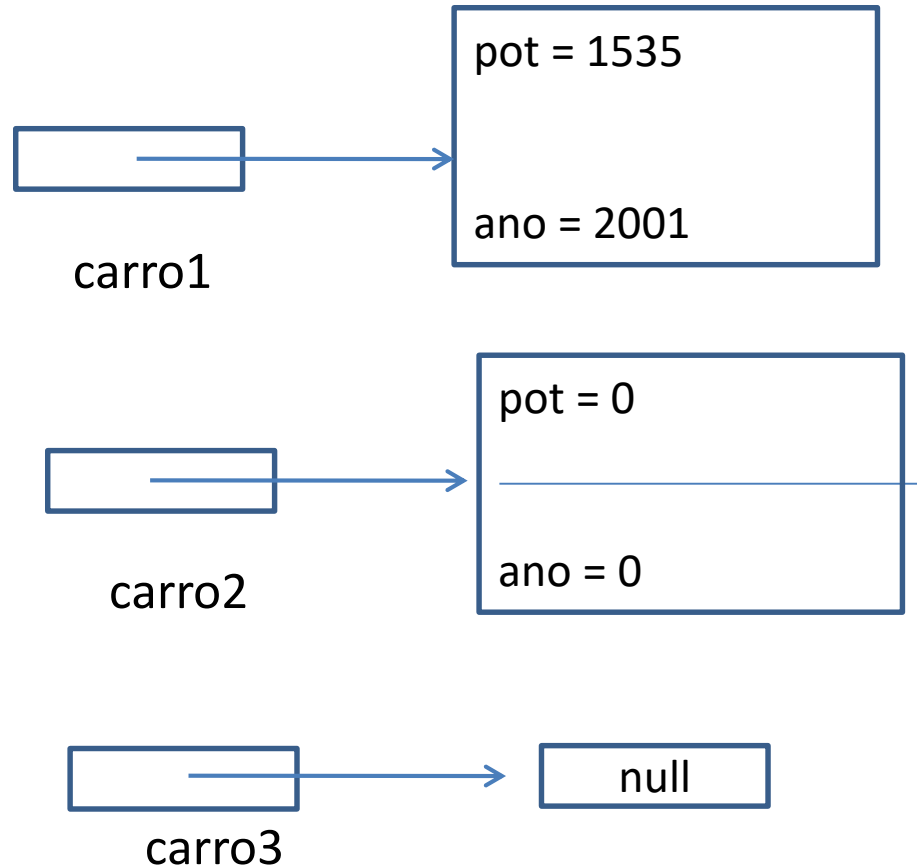 pot = 1535
ano = 2001
carro1
pot = 0
ano = 0
carro2
null
carro3